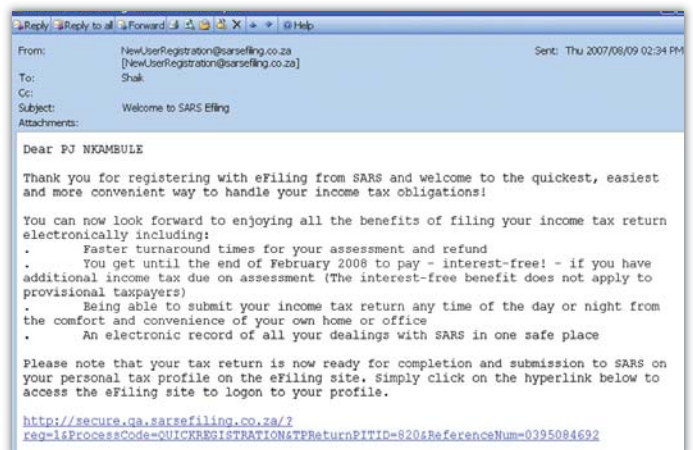 Reply Reply to all Forward Help
From: NewUserRegistration@sarsefiling.co.za Sent: Thu 2007/08/09 02:34 PM
[NewUserRegistration@sarsefiling.co.za]
To: Shaik
Cc:
Subject: Welcome to SARS Efiling
Attachments:
Dear PJ NKAMBULE
Thank you for registering with eFiling from SARS and welcome to the quickest, easiest
and more convenient way to handle your income tax obligations!
You can now look forward to enjoying all the benefits of filing your income tax return
electronically including:
. Faster turnaround times for your assessment and refund
. You get until the end of February 2008 to pay - interest-free! - if you have
additional income tax due on assessment (The interest-free benefit does not apply to
provisional taxpayers)
. Being able to submit your income tax return any time of the day or night from
the comfort and convenience of your own home or office
. An electronic record of all your dealings with SARS in one safe place
Please note that your tax return is now ready for completion and submission to SARS on
your personal tax profile on the eFiling site. Simply click on the hyperlink below to
access the eFiling site to logon to your profile.
http://secure.qa.sarsefiling.co.za/?
reg=1&ProcessCode=QUICKREGISTRATION&TPReturnPITID=820&ReferenceNum=0395084692